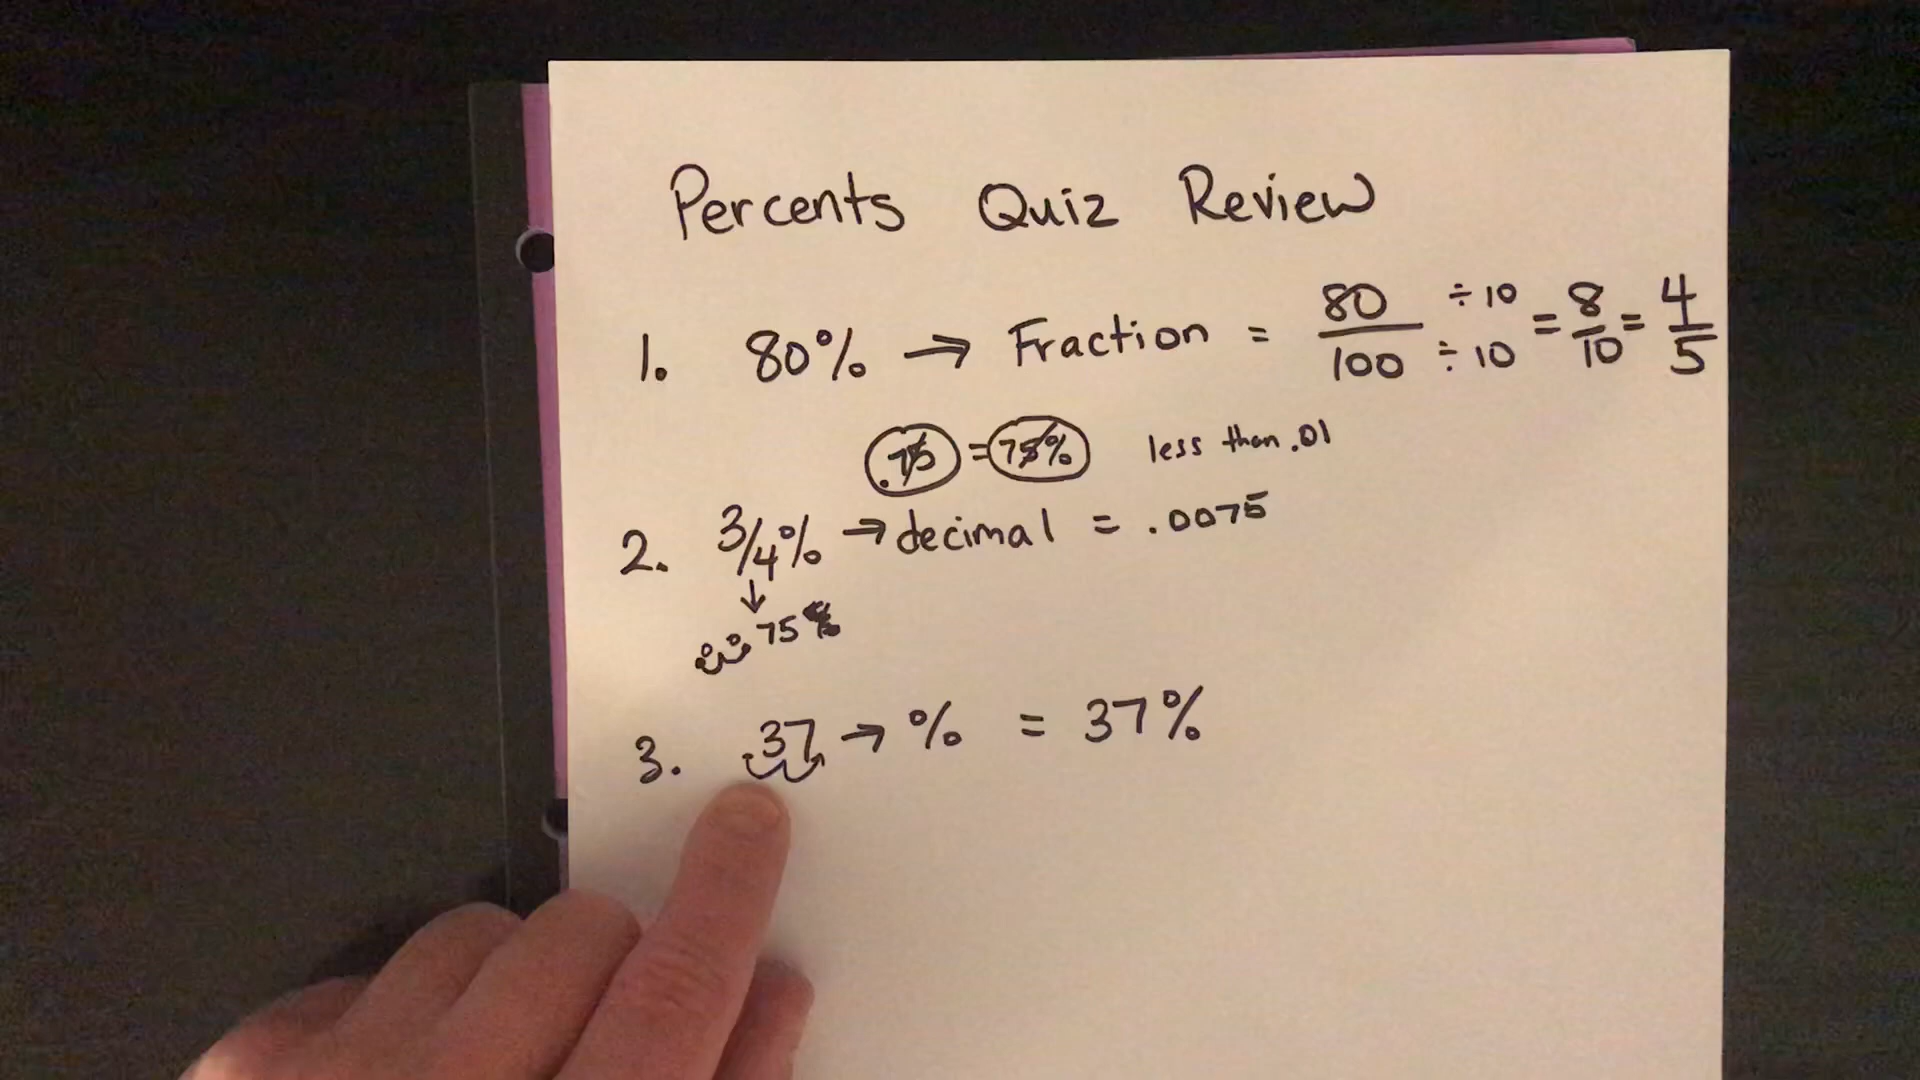 Percents Quiz Review
1. 80% → Fraction = 80/100 ÷10/÷10 = 8/10 = 4/5
.75 = 75% less than .01
2. 3/4% → decimal = .0075
↓
75%
3. .37 → % = 37%